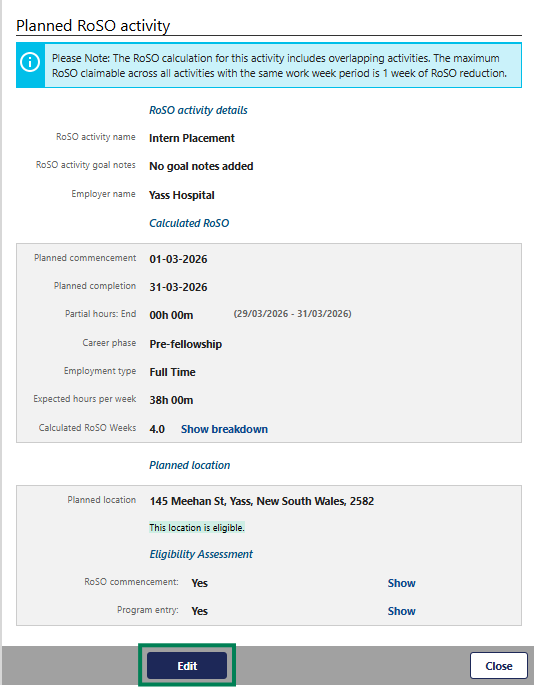 Planned RoSO activity
Please Note: The RoSO calculation for this activity includes overlapping activities. The maximum
RoSO claimable across all activities with the same work week period is 1 week of RoSO reduction.
RoSO activity details
RoSO activity name Intern Placement
RoSO activity goal notes No goal notes added
Employer name Yass Hospital
Calculated RoSO
Planned commencement 01-03-2026
Planned completion 31-03-2026
Partial hours: End 00h 00m (29/03/2026 - 31/03/2026)
Career phase Pre-fellowship
Employment type Full Time
Expected hours per week 38h 00m
Calculated RoSO Weeks 4.0 Show breakdown
Planned location
Planned location 145 Meehan St, Yass, New South Wales, 2582
This location is eligible.
Eligibility Assessment
RoSO commencement: Yes Show
Program entry: Yes Show
Edit Close